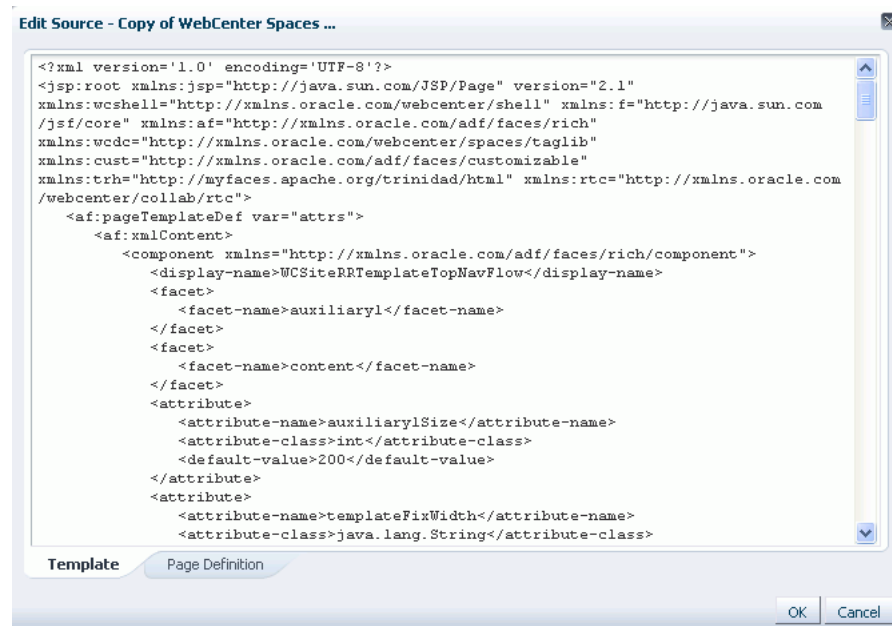 Edit Source - Copy of WebCenter Spaces ...
<?xml version='1.0' encoding='UTF-8'?>
<jsp:root xmlns:jsp="http://java.sun.com/JSP/Page" version="2.1"
xmlns:wcshell="http://xmlns.oracle.com/webcenter/shell" xmlns:f="http://java.sun.com
/jsf/core" xmlns:af="http://xmlns.oracle.com/adf/faces/rich"
xmlns:wcdc="http://xmlns.oracle.com/webcenter/spaces/taglib"
xmlns:cust="http://xmlns.oracle.com/adf/faces/customizable"
xmlns:trh="http://myfaces.apache.org/trinidad/html" xmlns:rtc="http://xmlns.oracle.com
/webcenter/collab/rtc">
<af:pageTemplateDef var="attrs">
<af:xmlContent>
<component xmlns="http://xmlns.oracle.com/adf/faces/rich/component">
<display-name>WCSiteRRTemplateTopNavFlow</display-name>
<facet>
<facet-name>auxiliary1</facet-name>
</facet>
<facet>
<facet-name>content</facet-name>
</facet>
<attribute>
<attribute-name>auxiliary1Size</attribute-name>
<attribute-class>int</attribute-class>
<default-value>200</default-value>
</attribute>
<attribute>
<attribute-name>templateFixWidth</attribute-name>
<attribute-class>java.lang.String</attribute-class>
Template
Page Definition
OK
Cancel